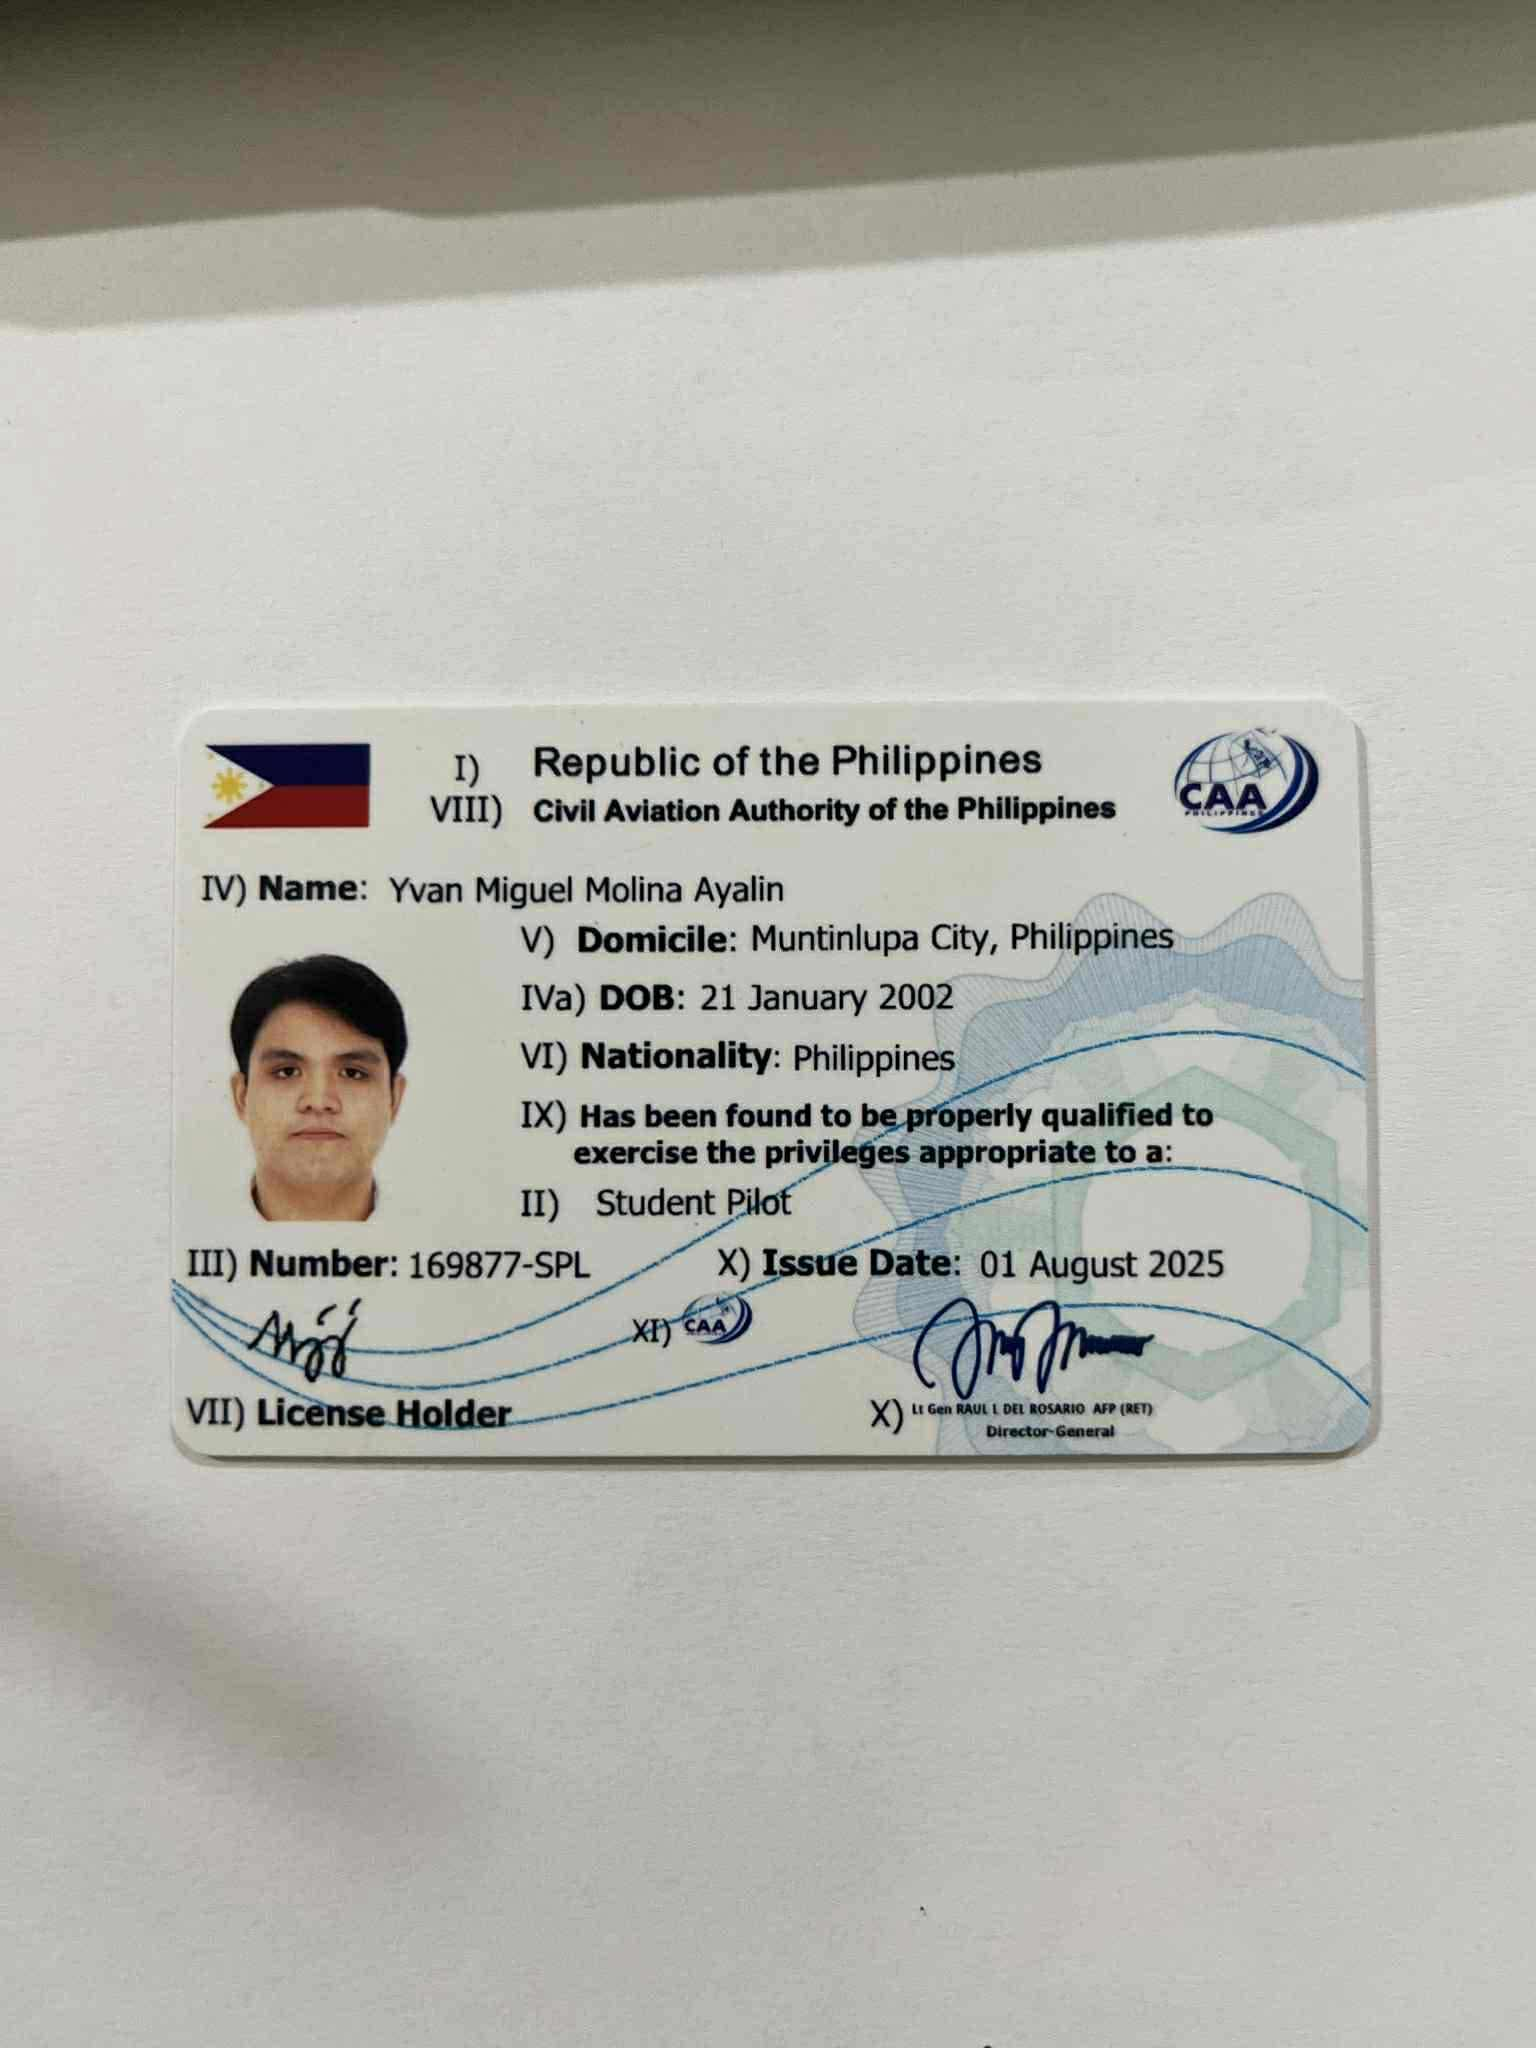 I) Republic of the Philippines
VIII) Civil Aviation Authority of the Philippines
CAA
PHILIPPINES
IV) Name: Yvan Miguel Molina Ayalin
V) Domicile: Muntinlupa City, Philippines
IVa) DOB: 21 January 2002
VI) Nationality: Philippines
IX) Has been found to be properly qualified to
exercise the privileges appropriate to a:
II) Student Pilot
III) Number: 169877-SPL X) Issue Date: 01 August 2025
XI) CAA
VII) License Holder
X) Lt Gen RAUL L DEL ROSARIO AFP (RET)
Director-General